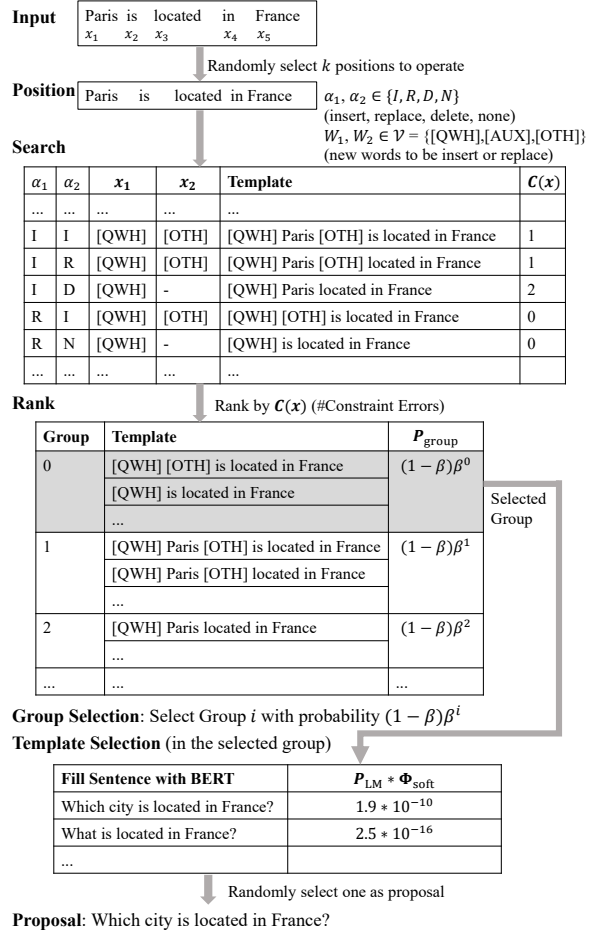 Input
Paris is located in France
x₁ x₂ x₃ x₄ x₅
Randomly select k positions to operate
Position
Paris is located in France
α₁, α₂ ∈ {I, R, D, N}
(insert, replace, delete, none)
W₁, W₂ ∈ 𝒱 = {[QWH],[AUX],[OTH]}
(new words to be insert or replace)
Search
α₁ α₂ x₁ x₂ Template C(x)
... ... ... ... ...
I I [QWH] [OTH] [QWH] Paris [OTH] is located in France 1
I R [QWH] [OTH] [QWH] Paris [OTH] located in France 1
I D [QWH] - [QWH] Paris located in France 2
R I [QWH] [OTH] [QWH] [OTH] is located in France 0
R N [QWH] - [QWH] is located in France 0
... ... ... ... ...
Rank
Rank by C(x) (#Constraint Errors)
Group Template P_group
0 [QWH] [OTH] is located in France (1 − β)β⁰
[QWH] is located in France
...
Selected
Group
1 [QWH] Paris [OTH] is located in France (1 − β)β¹
[QWH] Paris [OTH] located in France
...
2 [QWH] Paris located in France (1 − β)β²
...
... ... ...
Group Selection: Select Group i with probability (1 − β)βⁱ
Template Selection (in the selected group)
Fill Sentence with BERT P_LM * Φ_soft
Which city is located in France? 1.9 * 10⁻¹⁰
What is located in France? 2.5 * 10⁻¹⁶
...
Randomly select one as proposal
Proposal: Which city is located in France?